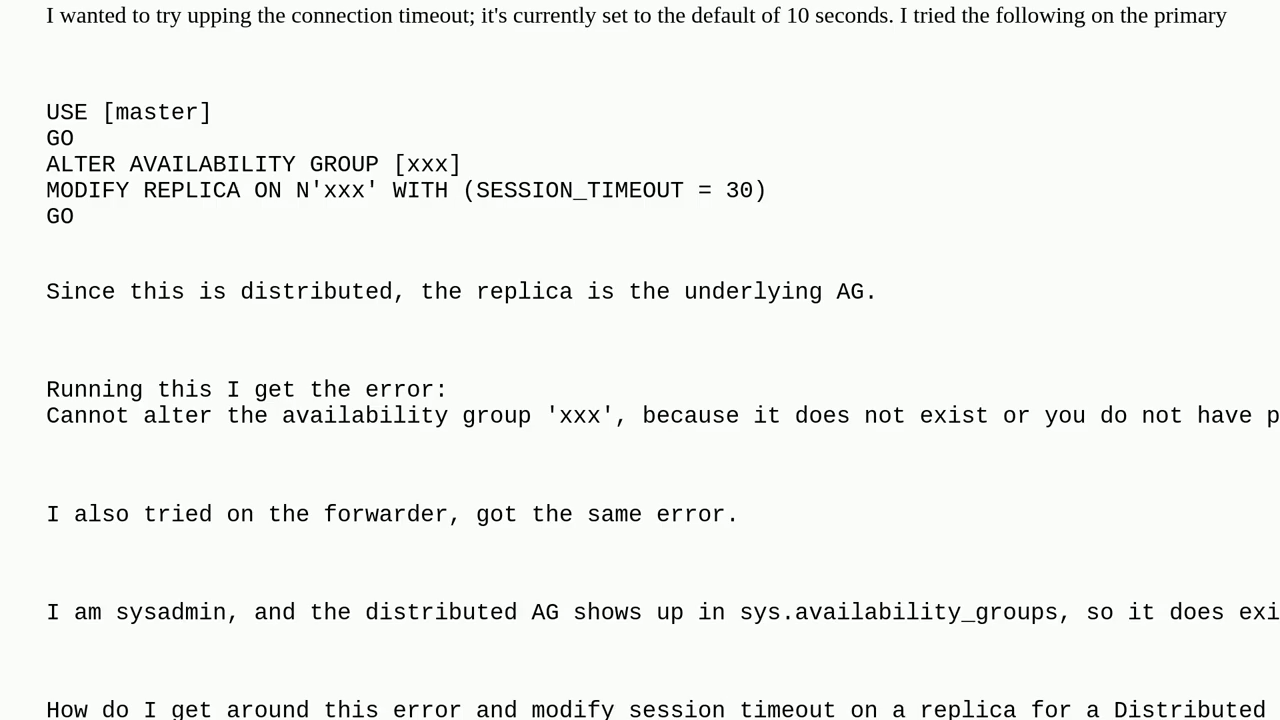 I wanted to try upping the connection timeout; it's currently set to the default of 10 seconds. I tried the following on the primary
USE [master]
GO
ALTER AVAILABILITY GROUP [xxx]
MODIFY REPLICA ON N'xxx' WITH (SESSION_TIMEOUT = 30)
GO
Since this is distributed, the replica is the underlying AG.
Running this I get the error:
Cannot alter the availability group 'xxx', because it does not exist or you do not have p
I also tried on the forwarder, got the same error.
I am sysadmin, and the distributed AG shows up in sys.availability_groups, so it does exi
How do I get around this error and modify session timeout on a replica for a Distributed